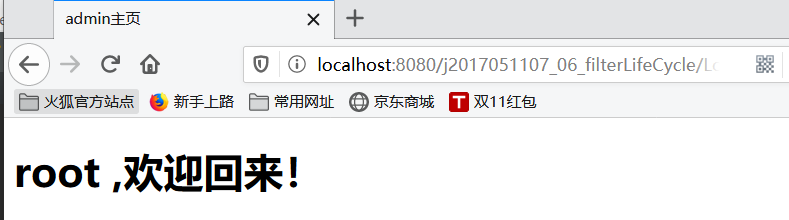 admin主页
localhost:8080/j2017051107_06_filterLifeCycle/Lo
火狐官方站点 新手上路 常用网址 京东商城 T 双11红包
root ,欢迎回来！